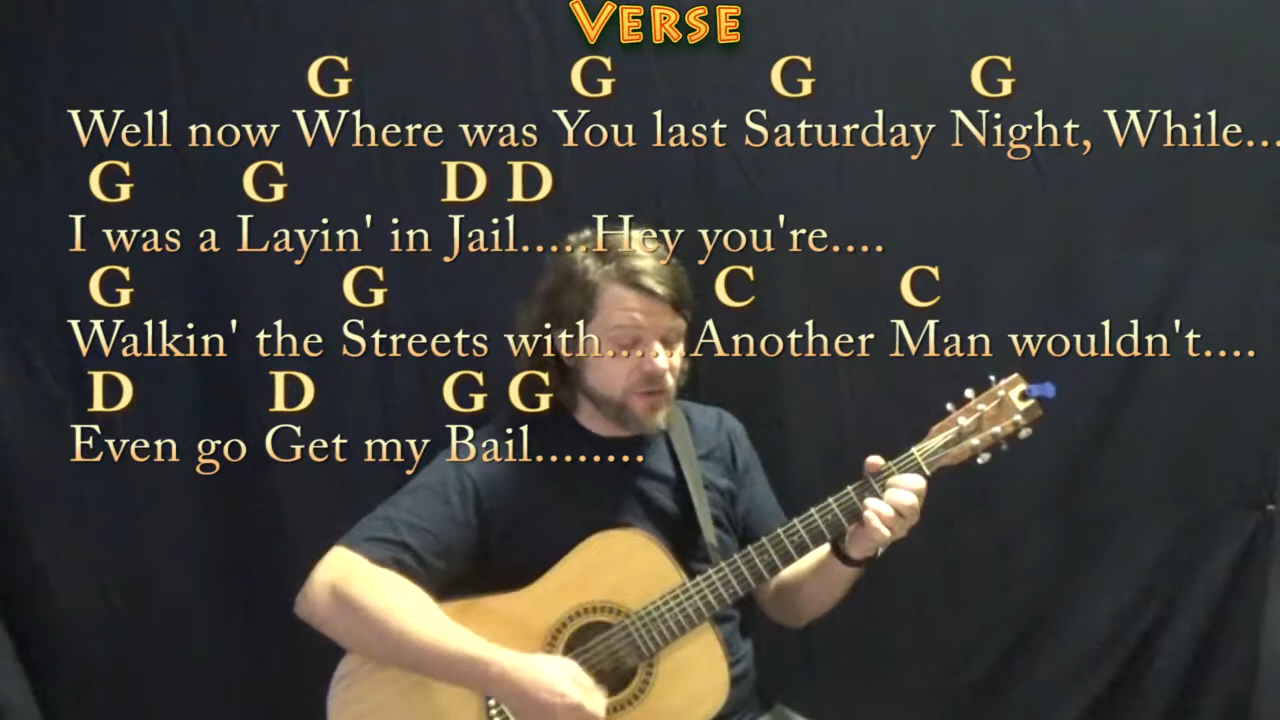 Verse
G G G G
Well now Where was You last Saturday Night, While...
G G D D
I was a Layin' in Jail.....Hey you're....
G G C C
Walkin' the Streets with......Another Man wouldn't....
D D G G
Even go Get my Bail........